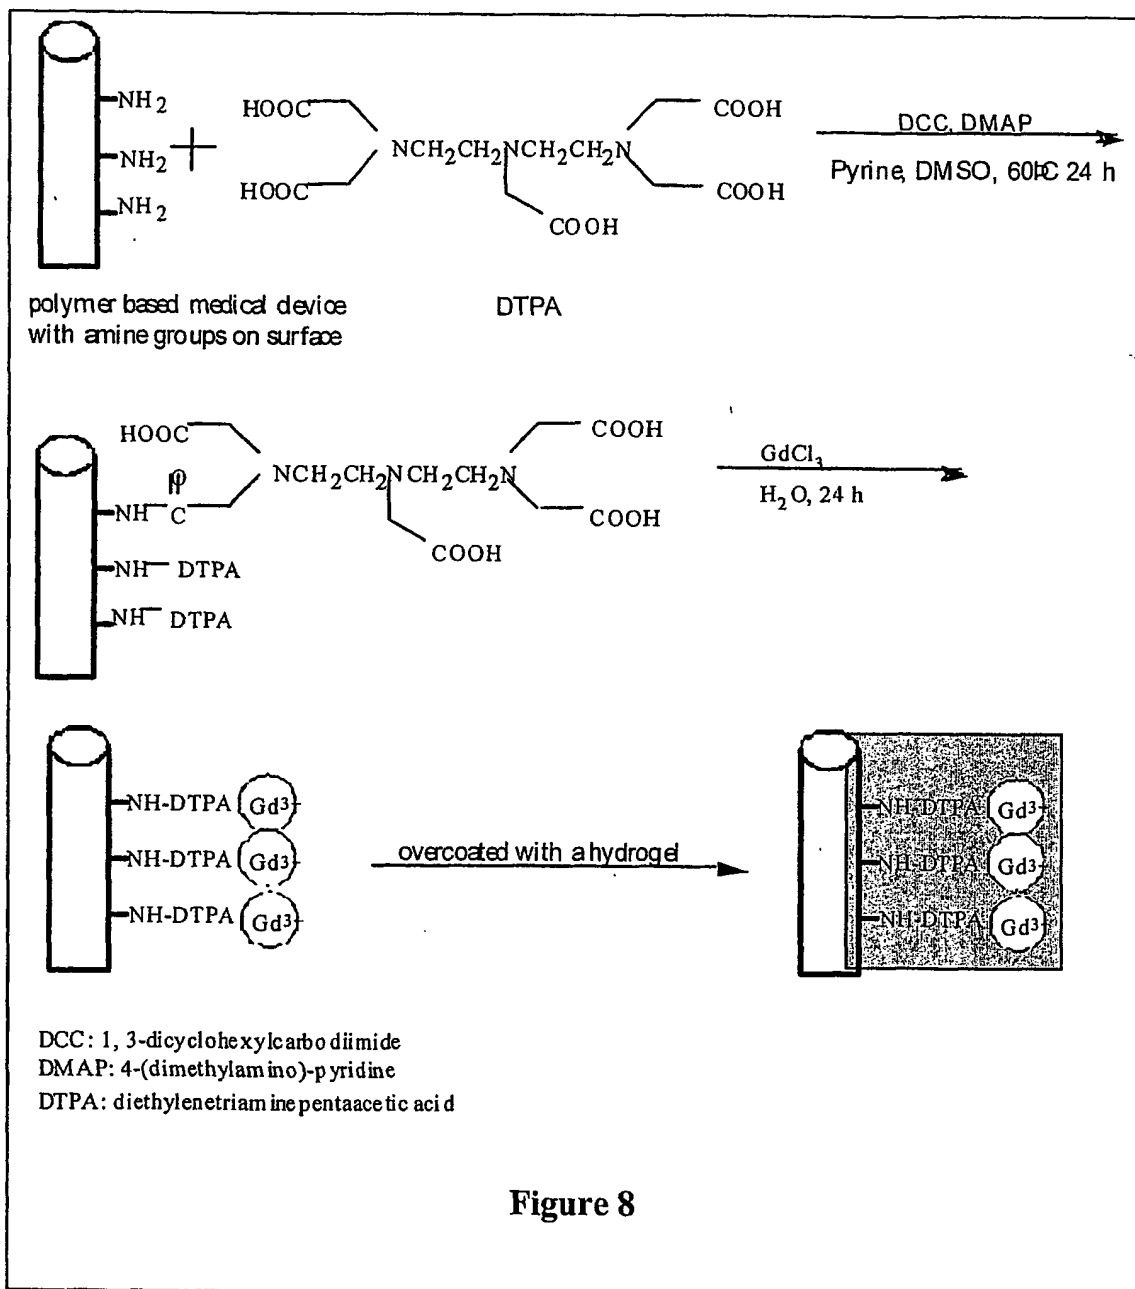 NH2
NH2
NH2
+
HOOC
HOOC
NCH2CH2NCH2CH2N
COOH
COOH
COOH
DCC, DMAP
Pyrine, DMSO, 60ÞC 24 h
polymer based medical device
with amine groups on surface
DTPA
HOOC
O
NH C
NCH2CH2NCH2CH2N
COOH
COOH
COOH
NH DTPA
NH DTPA
GdCl3
H2O, 24 h
NH-DTPA Gd3+
NH-DTPA Gd3+
NH-DTPA Gd3+
overcoated with a hydrogel
NH-DTPA Gd3+
NH-DTPA Gd3+
NH-DTPA Gd3+
DCC: 1, 3-dicyclohexylcarbodiimide
DMAP: 4-(dimethylamino)-pyridine
DTPA: diethylenetriaminepentaacetic acid
Figure 8